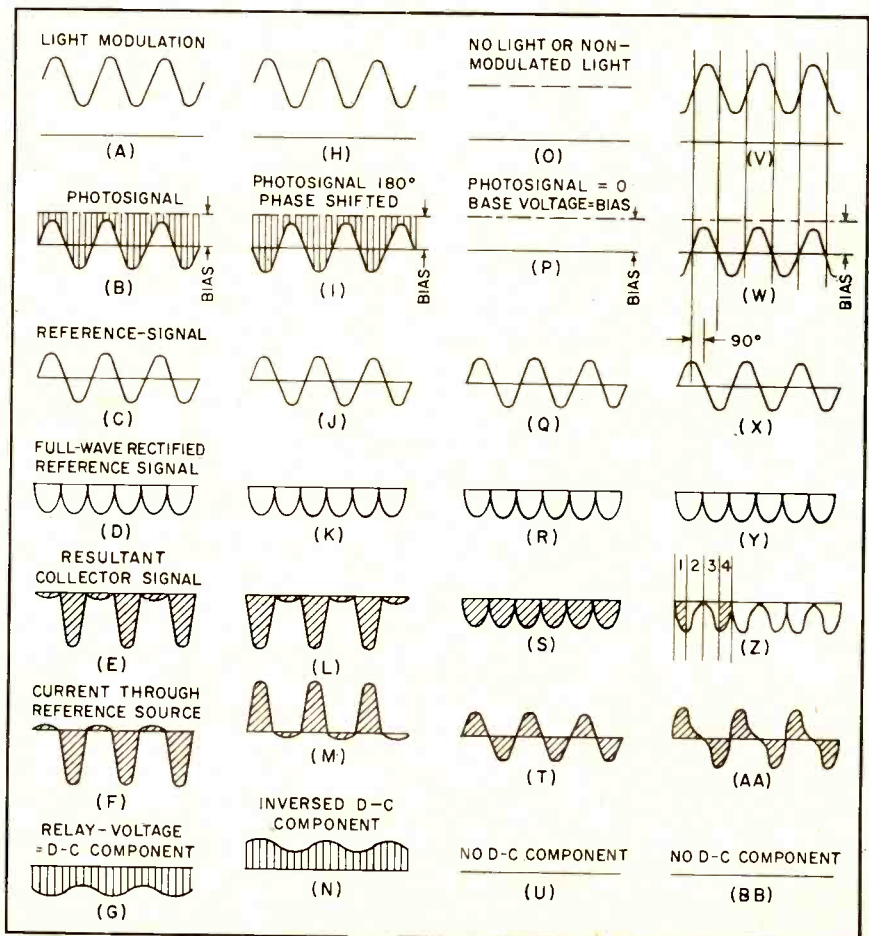 LIGHT MODULATION
(A)
PHOTOSIGNAL
BIAS
(B)
REFERENCE-SIGNAL
(C)
FULL-WAVE RECTIFIED
REFERENCE SIGNAL
(D)
RESULTANT
COLLECTOR SIGNAL
(E)
CURRENT THROUGH
REFERENCE SOURCE
(F)
RELAY-VOLTAGE
=D-C COMPONENT
(G)
(H)
PHOTOSIGNAL 180°
PHASE SHIFTED
BIAS
(I)
(J)
(K)
(L)
(M)
INVERSED D-C
COMPONENT
(N)
NO LIGHT OR NON-
MODULATED LIGHT
(O)
PHOTOSIGNAL = 0
BASE VOLTAGE=BIAS
BIAS
(P)
(Q)
(R)
(S)
(T)
NO D-C COMPONENT
(U)
(V)
BIAS
(W)
90°
(X)
(Y)
1 2 3 4
(Z)
(AA)
NO D-C COMPONENT
(BB)